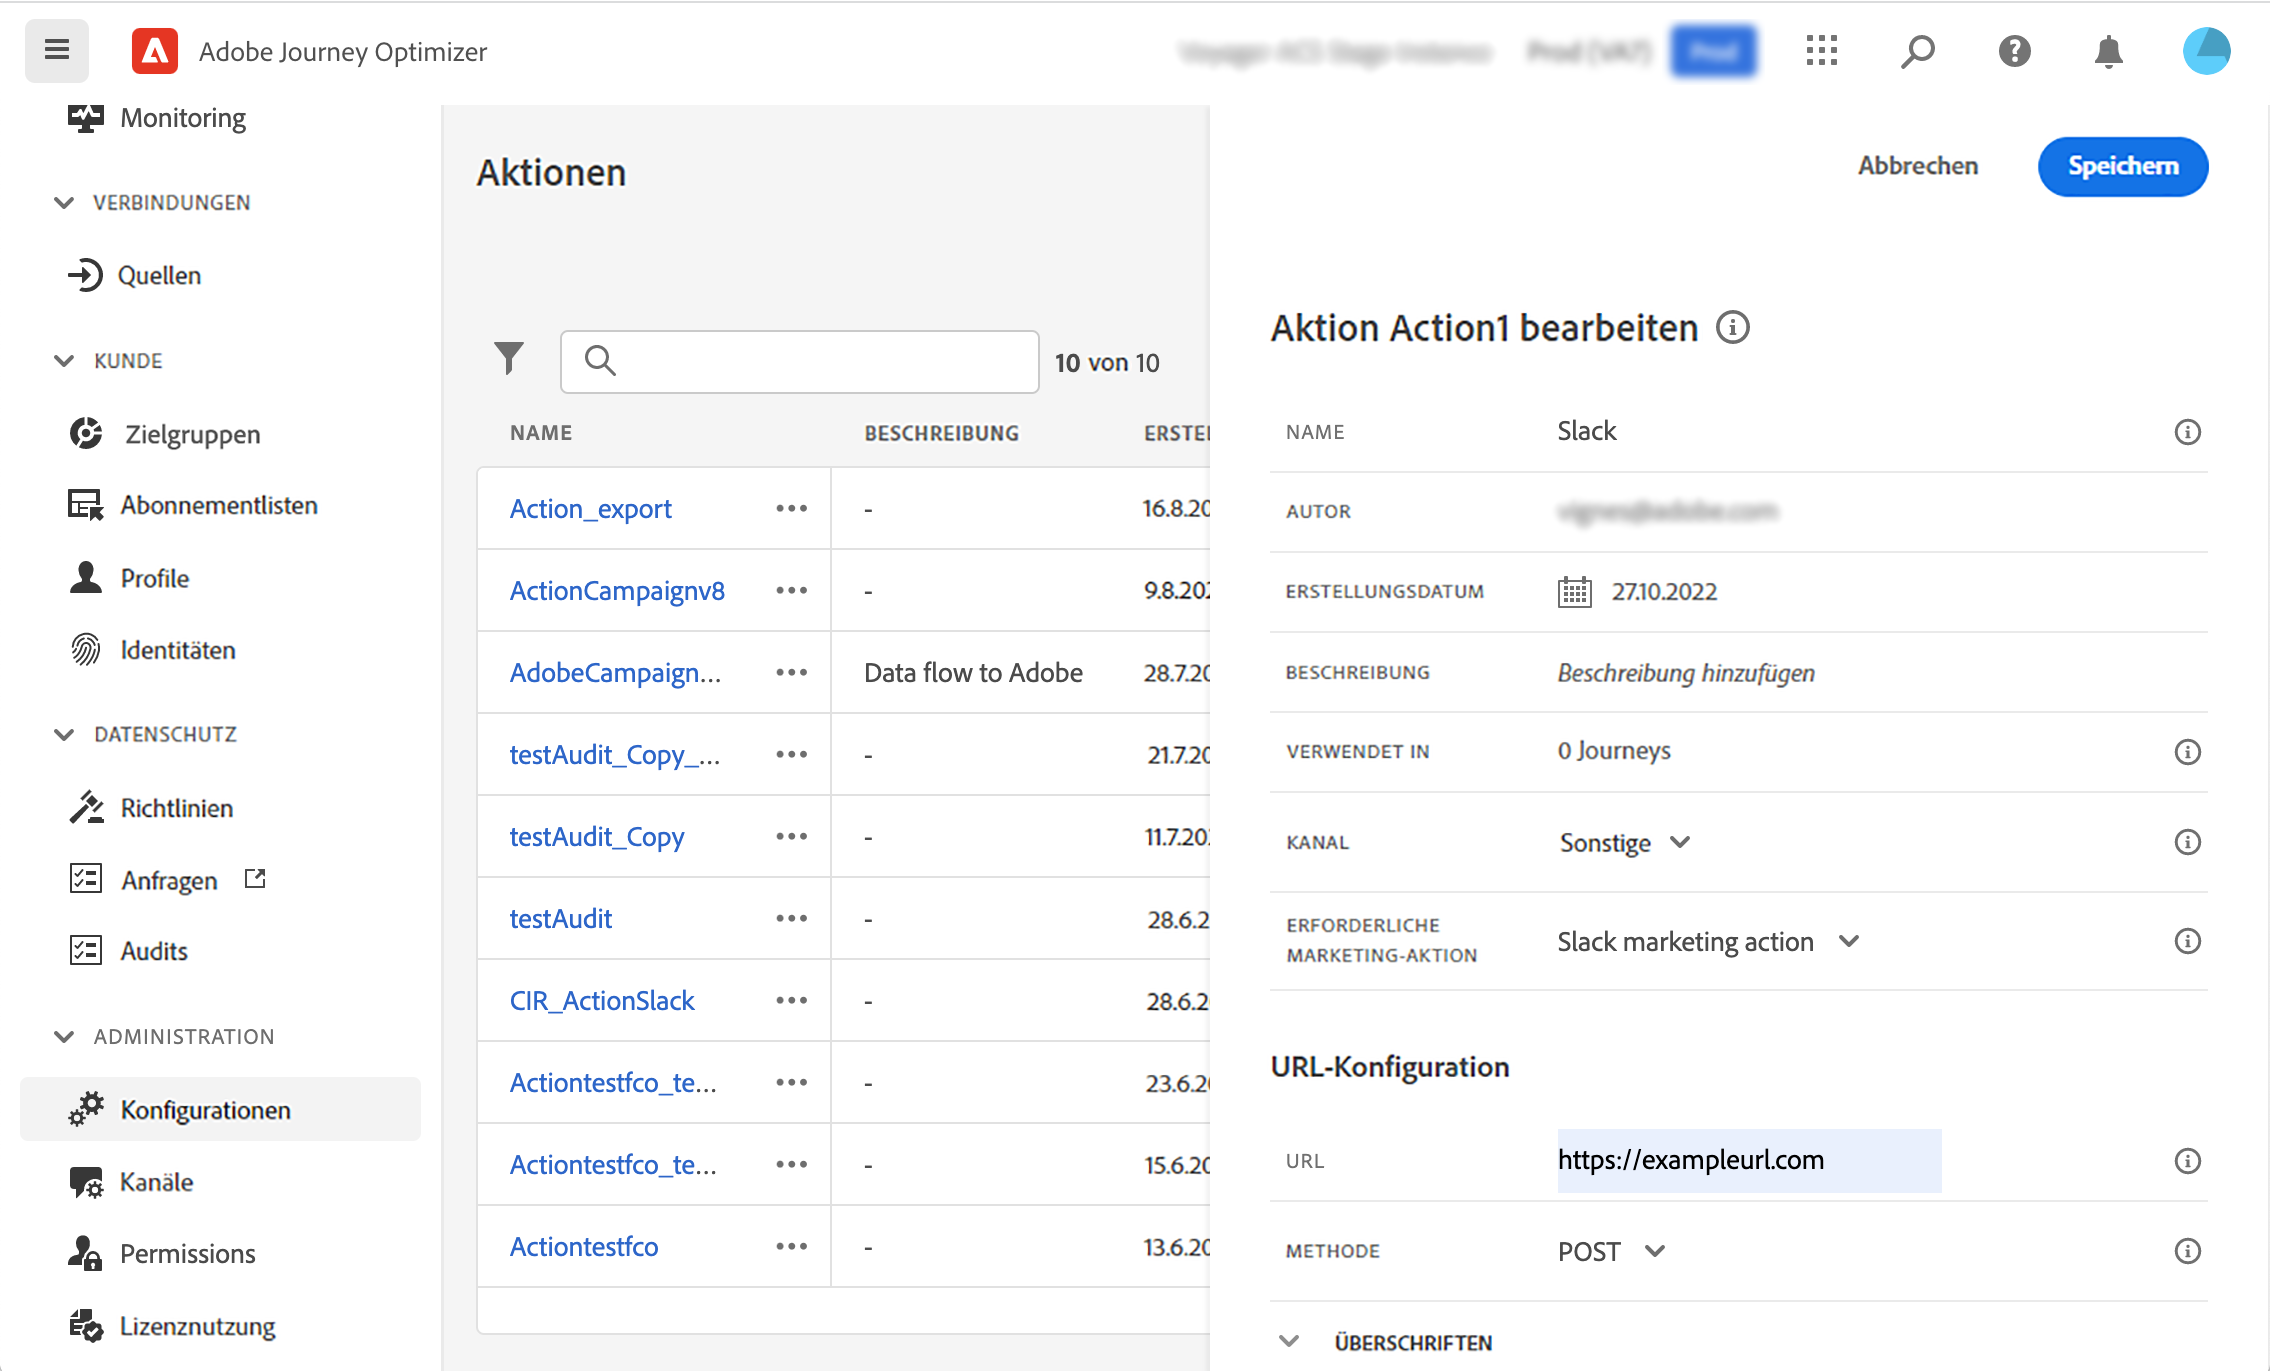 Adobe Journey Optimizer
Monitoring
VERBINDUNGEN
Quellen
KUNDE
Zielgruppen
Abonnementlisten
Profile
Identitäten
DATENSCHUTZ
Richtlinien
Anfragen
Audits
ADMINISTRATION
Konfigurationen
Kanäle
Permissions
Lizenznutzung
Aktionen
10 von 10
NAME BESCHREIBUNG
Action_export ••• - 16.8.20
ActionCampaignv8 ••• - 9.8.20
AdobeCampaign... ••• Data flow to Adobe 28.7.20
testAudit_Copy_... ••• - 21.7.20
testAudit_Copy ••• - 11.7.20
testAudit ••• - 28.6.2
CIR_ActionSlack ••• - 28.6.2
Actiontestfco_te... ••• - 23.6.20
Actiontestfco_te... ••• - 15.6.20
Actiontestfco ••• - 13.6.20
Abbrechen Speichern
Aktion Action1 bearbeiten
NAME Slack
AUTOR
ERSTELLUNGSDATUM 27.10.2022
BESCHREIBUNG Beschreibung hinzufügen
VERWENDET IN 0 Journeys
KANAL Sonstige
ERFORDERLICHE
MARKETING-AKTION Slack marketing action
URL-Konfiguration
URL https://exampleurl.com
METHODE POST
ÜBERSCHRIFTEN